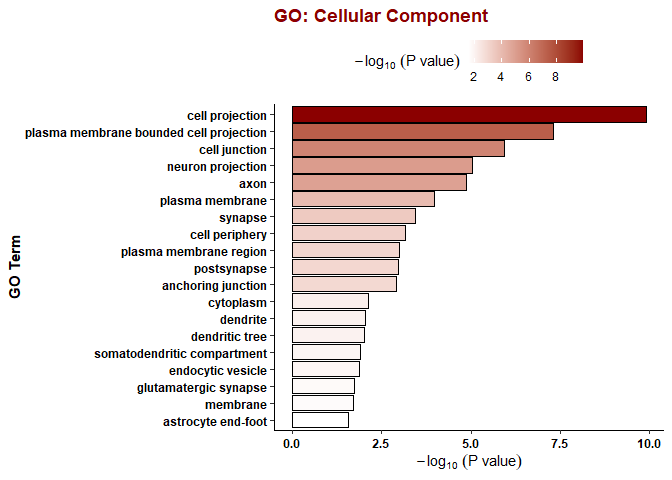 GO: Cellular Component
−log₁₀ (P value)
2 4 6 8
GO Term
cell projection
plasma membrane bounded cell projection
cell junction
neuron projection
axon
plasma membrane
synapse
cell periphery
plasma membrane region
postsynapse
anchoring junction
cytoplasm
dendrite
dendritic tree
somatodendritic compartment
endocytic vesicle
glutamatergic synapse
membrane
astrocyte end-foot
0.0 2.5 5.0 7.5 10.0
−log₁₀ (P value)